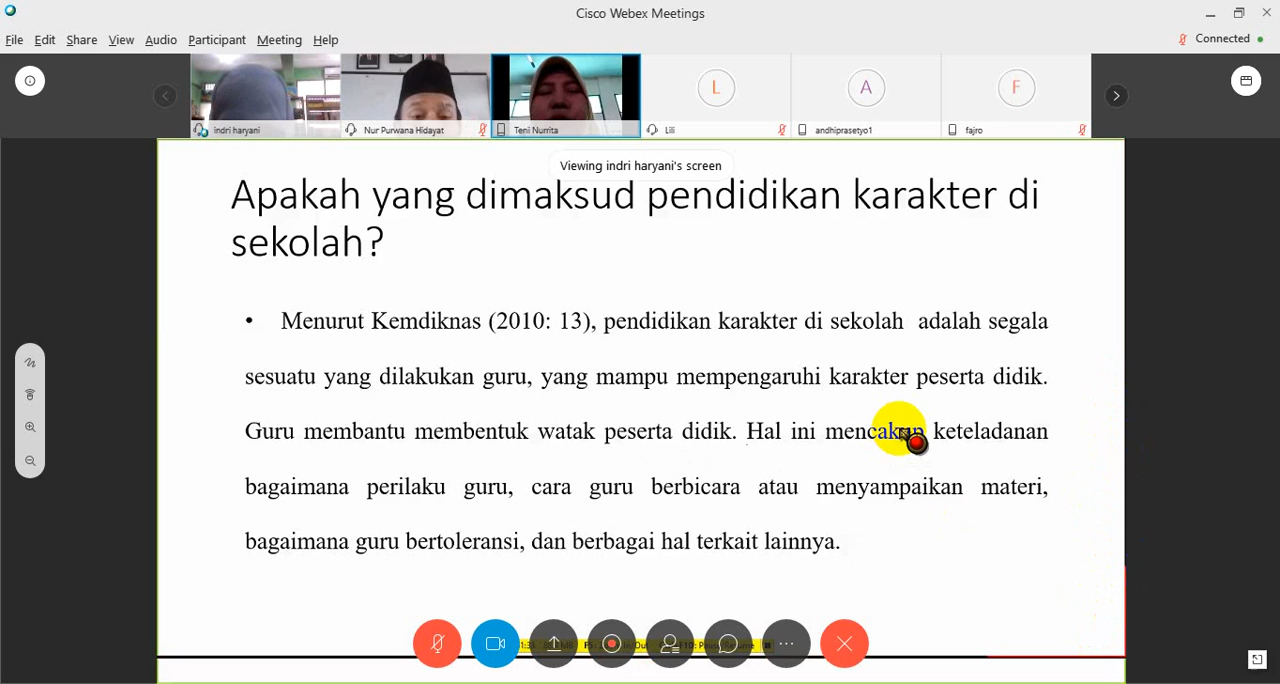 Cisco Webex Meetings
File Edit Share View Audio Participant Meeting Help
Connected
indri haryani
Nur Purwana Hidayat
Teni Nurrita
L
Lili
A
andhiprasetyo1
F
fajro
Viewing indri haryani's screen
Apakah yang dimaksud pendidikan karakter di
sekolah?
• Menurut Kemdiknas (2010: 13), pendidikan karakter di sekolah adalah segala
sesuatu yang dilakukan guru, yang mampu mempengaruhi karakter peserta didik.
Guru membantu membentuk watak peserta didik. Hal ini mencakup keteladanan
bagaimana perilaku guru, cara guru berbicara atau menyampaikan materi,
bagaimana guru bertoleransi, dan berbagai hal terkait lainnya.